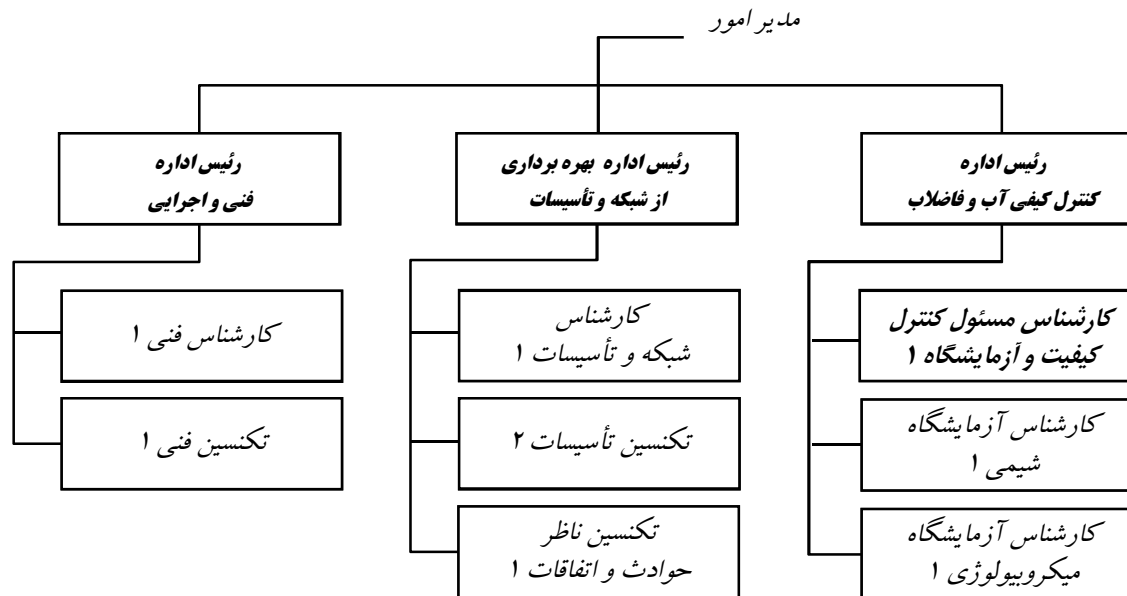 مدیر امور
رئیس اداره
کنترل کیفی آب و فاضلاب
رئیس اداره بهره برداری
از شبکه و تأسیسات
رئیس اداره
فنی و اجرایی
کارشناس مسئول کنترل
کیفیت و آزمایشگاه ۱
کارشناس آزمایشگاه
شیمی ۱
کارشناس آزمایشگاه
میکروبیولوژی ۱
کارشناس
شبکه و تأسیسات ۱
تکنسین تأسیسات ۲
تکنسین ناظر
حوادث و اتفاقات ۱
کارشناس فنی ۱
تکنسین فنی ۱